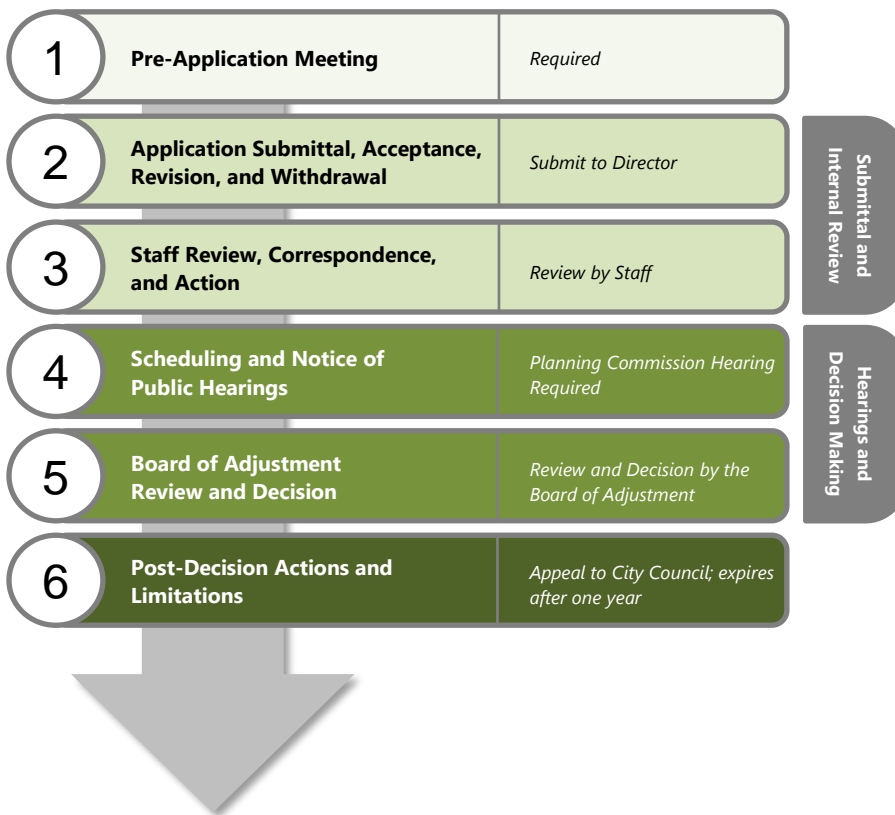 1
Pre-Application Meeting
Required
2
Application Submittal, Acceptance,
Revision, and Withdrawal
Submit to Director
3
Staff Review, Correspondence,
and Action
Review by Staff
Submittal and
Internal Review
4
Scheduling and Notice of
Public Hearings
Planning Commission Hearing
Required
5
Board of Adjustment
Review and Decision
Review and Decision by the
Board of Adjustment
Hearings and
Decision Making
6
Post-Decision Actions and
Limitations
Appeal to City Council; expires
after one year